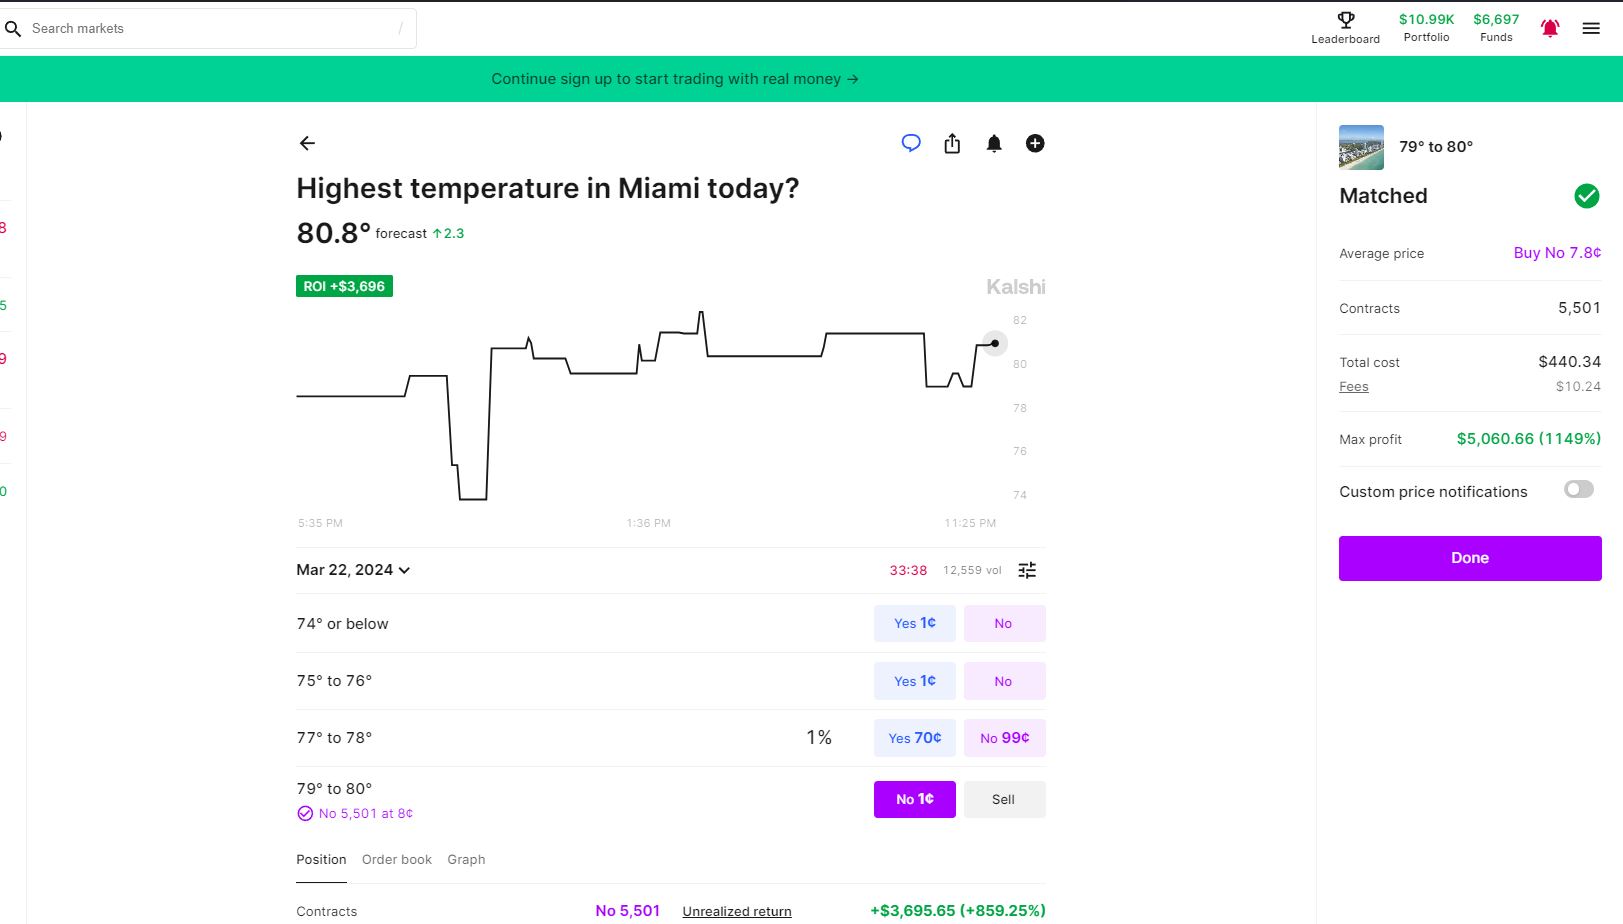 Search markets
/
Leaderboard
$10.99K
Portfolio
$6,697
Funds
Continue sign up to start trading with real money →
8
5
9
9
0
Highest temperature in Miami today?
80.8° forecast ↑2.3
ROI +$3,696
Kalshi
82
80
78
76
74
5:35 PM
1:36 PM
11:25 PM
Mar 22, 2024
33:38
12,559 vol
74° or below
Yes 1¢
No
75° to 76°
Yes 1¢
No
77° to 78°
1%
Yes 70¢
No 99¢
79° to 80°
No 5,501 at 8¢
No 1¢
Sell
Position
Order book
Graph
Contracts
No 5,501
Unrealized return
+$3,695.65 (+859.25%)
79° to 80°
Matched
Average price
Buy No 7.8¢
Contracts
5,501
Total cost
$440.34
Fees
$10.24
Max profit
$5,060.66 (1149%)
Custom price notifications
Done